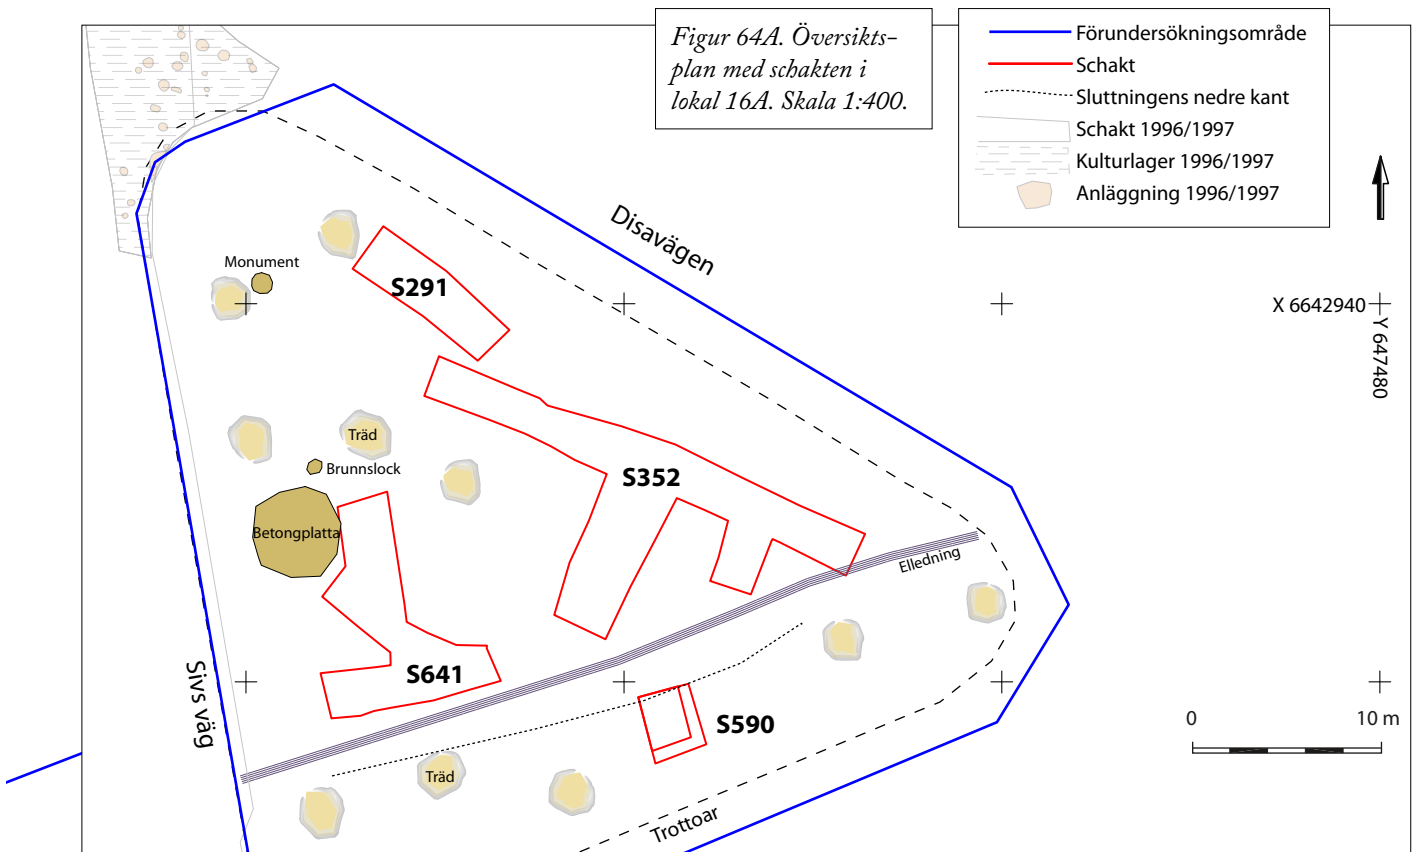 Figur 64A. Översikts-
plan med schakten i
lokal 16A. Skala 1:400.
Förundersökningsområde
Schakt
Sluttningens nedre kant
Schakt 1996/1997
Kulturlager 1996/1997
Anläggning 1996/1997
Disavägen
Monument
S291
X 6642940
Y 647480
Träd
Brunnslock
S352
Betongplatta
Elledning
S641
Sivs väg
S590
0
10 m
Träd
Trottoar